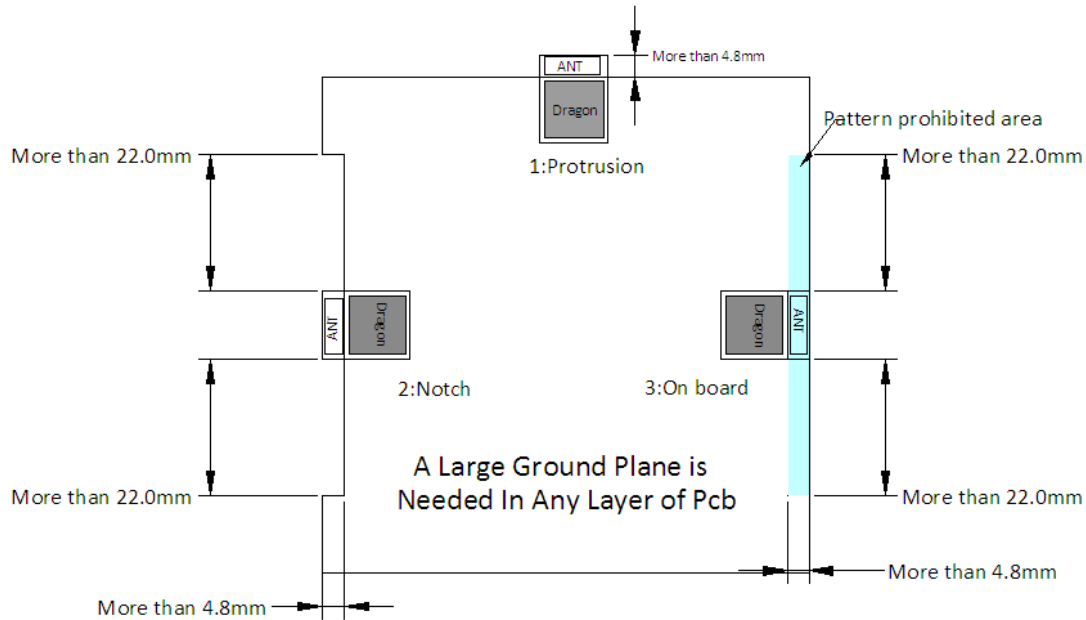 More than 4.8mm
ANT
Dragon
Pattern prohibited area
More than 22.0mm
1:Protrusion
More than 22.0mm
ANT
Dragon
Dragon
ANT
2:Notch
3:On board
A Large Ground Plane is
Needed In Any Layer of Pcb
More than 22.0mm
More than 22.0mm
More than 4.8mm
More than 4.8mm